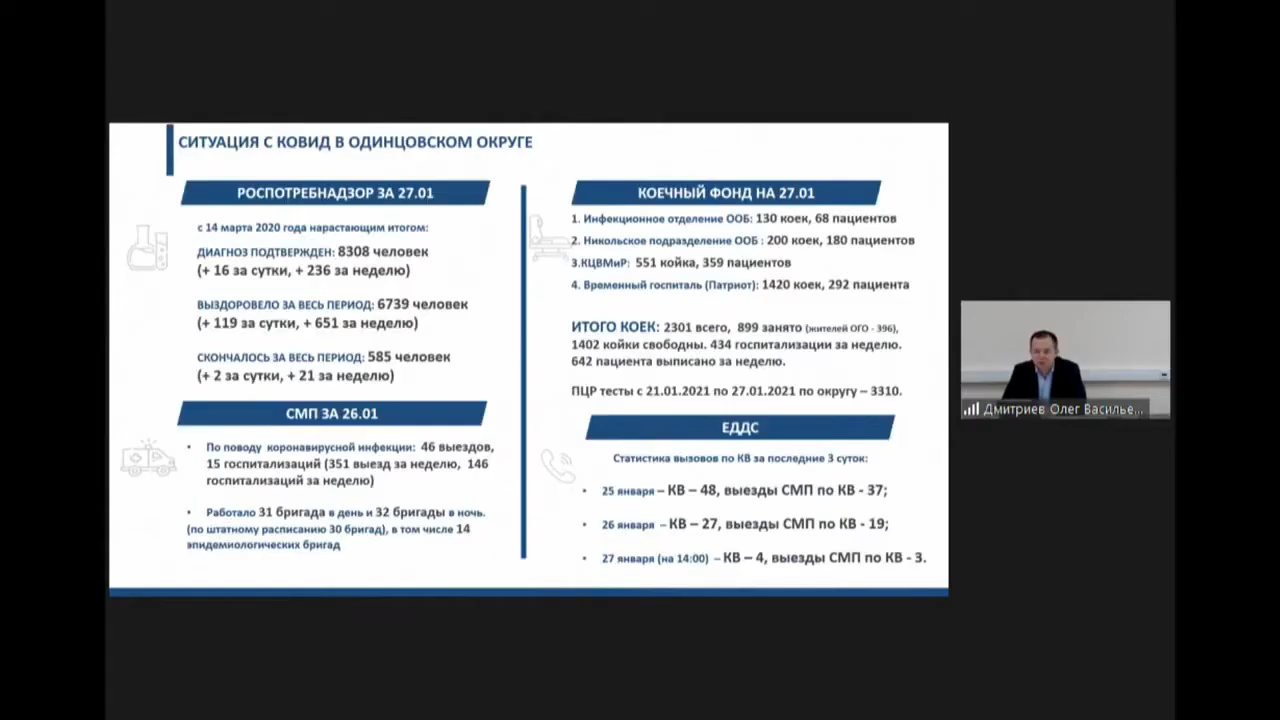 СИТУАЦИЯ С КОВИД В ОДИНЦОВСКОМ ОКРУГЕ
РОСПОТРЕБНАДЗОР ЗА 27.01
с 14 марта 2020 года нарастающим итогом:
ДИАГНОЗ ПОДТВЕРЖДЕН: 8308 человек
(+ 16 за сутки, + 236 за неделю)
ВЫЗДОРОВЕЛО ЗА ВЕСЬ ПЕРИОД: 6739 человек
(+ 119 за сутки, + 651 за неделю)
СКОНЧАЛОСЬ ЗА ВЕСЬ ПЕРИОД: 585 человек
(+ 2 за сутки, + 21 за неделю)
СМП ЗА 26.01
• По поводу коронавирусной инфекции: 46 выездов,
15 госпитализаций (351 выезд за неделю, 146
госпитализаций за неделю)
• Работало 31 бригада в день и 32 бригады в ночь.
(по штатному расписанию 30 бригад), в том числе 14
эпидемиологических бригад
КОЕЧНЫЙ ФОНД НА 27.01
1. Инфекционное отделение ООБ: 130 коек, 68 пациентов
2. Никольское подразделение ООБ : 200 коек, 180 пациентов
3.КЦВМиР: 551 койка, 359 пациентов
4. Временный госпиталь (Патриот): 1420 коек, 292 пациента
ИТОГО КОЕК: 2301 всего, 899 занято (жителей ОГО - 396),
1402 койки свободны. 434 госпитализации за неделю.
642 пациента выписано за неделю.
ПЦР тесты с 21.01.2021 по 27.01.2021 по округу – 3310.
ЕДДС
Статистика вызовов по КВ за последние 3 суток:
• 25 января – КВ – 48, выезды СМП по КВ - 37;
• 26 января – КВ – 27, выезды СМП по КВ - 19;
• 27 января (на 14:00) – КВ – 4, выезды СМП по КВ - 3.
Дмитриев Олег Василье...